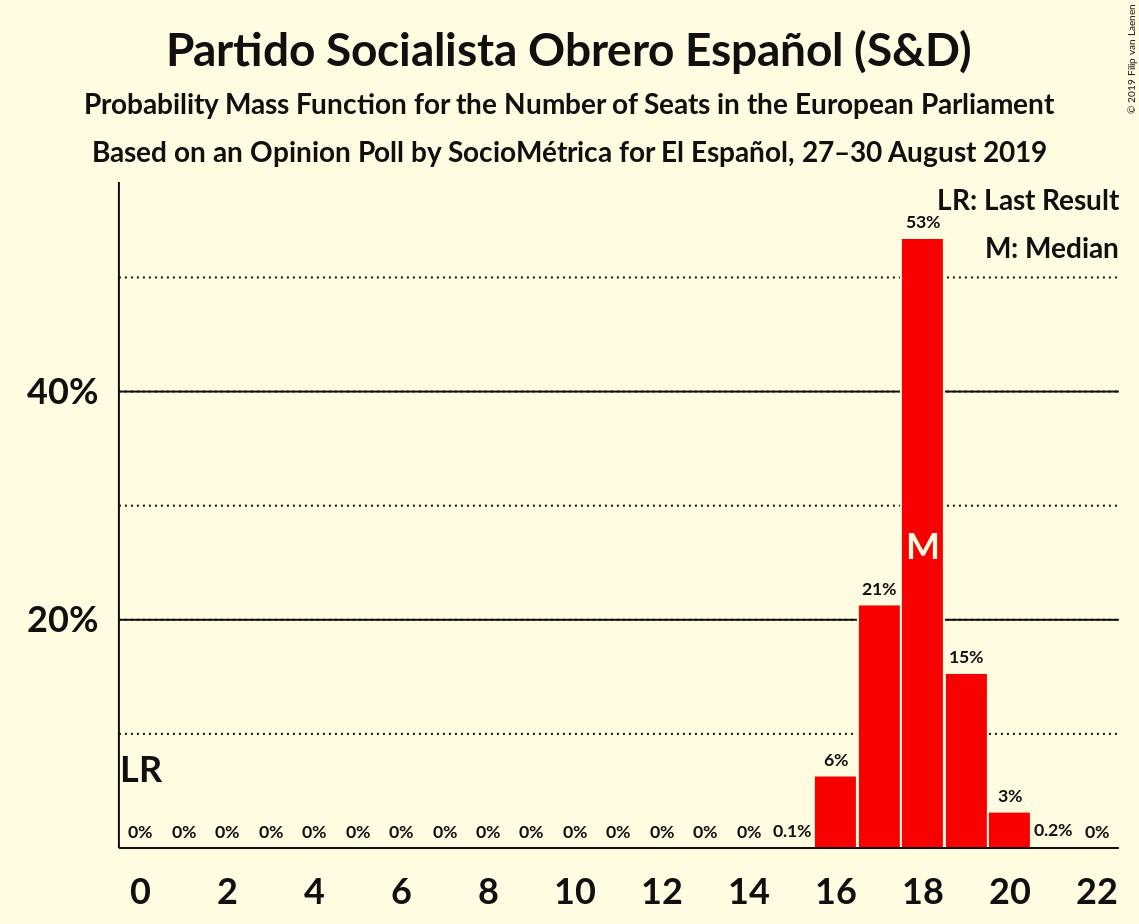 Partido Socialista Obrero Español (S&D)
Probability Mass Function for the Number of Seats in the European Parliament
Based on an Opinion Poll by SocioMétrica for El Español, 27–30 August 2019
© 2019 Filip van Laenen
LR: Last Result
M: Median
40%
20%
LR
M
0% 0% 0% 0% 0% 0% 0% 0% 0% 0% 0% 0% 0% 0% 0% 0.1% 6% 21% 53% 15% 3% 0.2% 0%
0 2 4 6 8 10 12 14 16 18 20 22